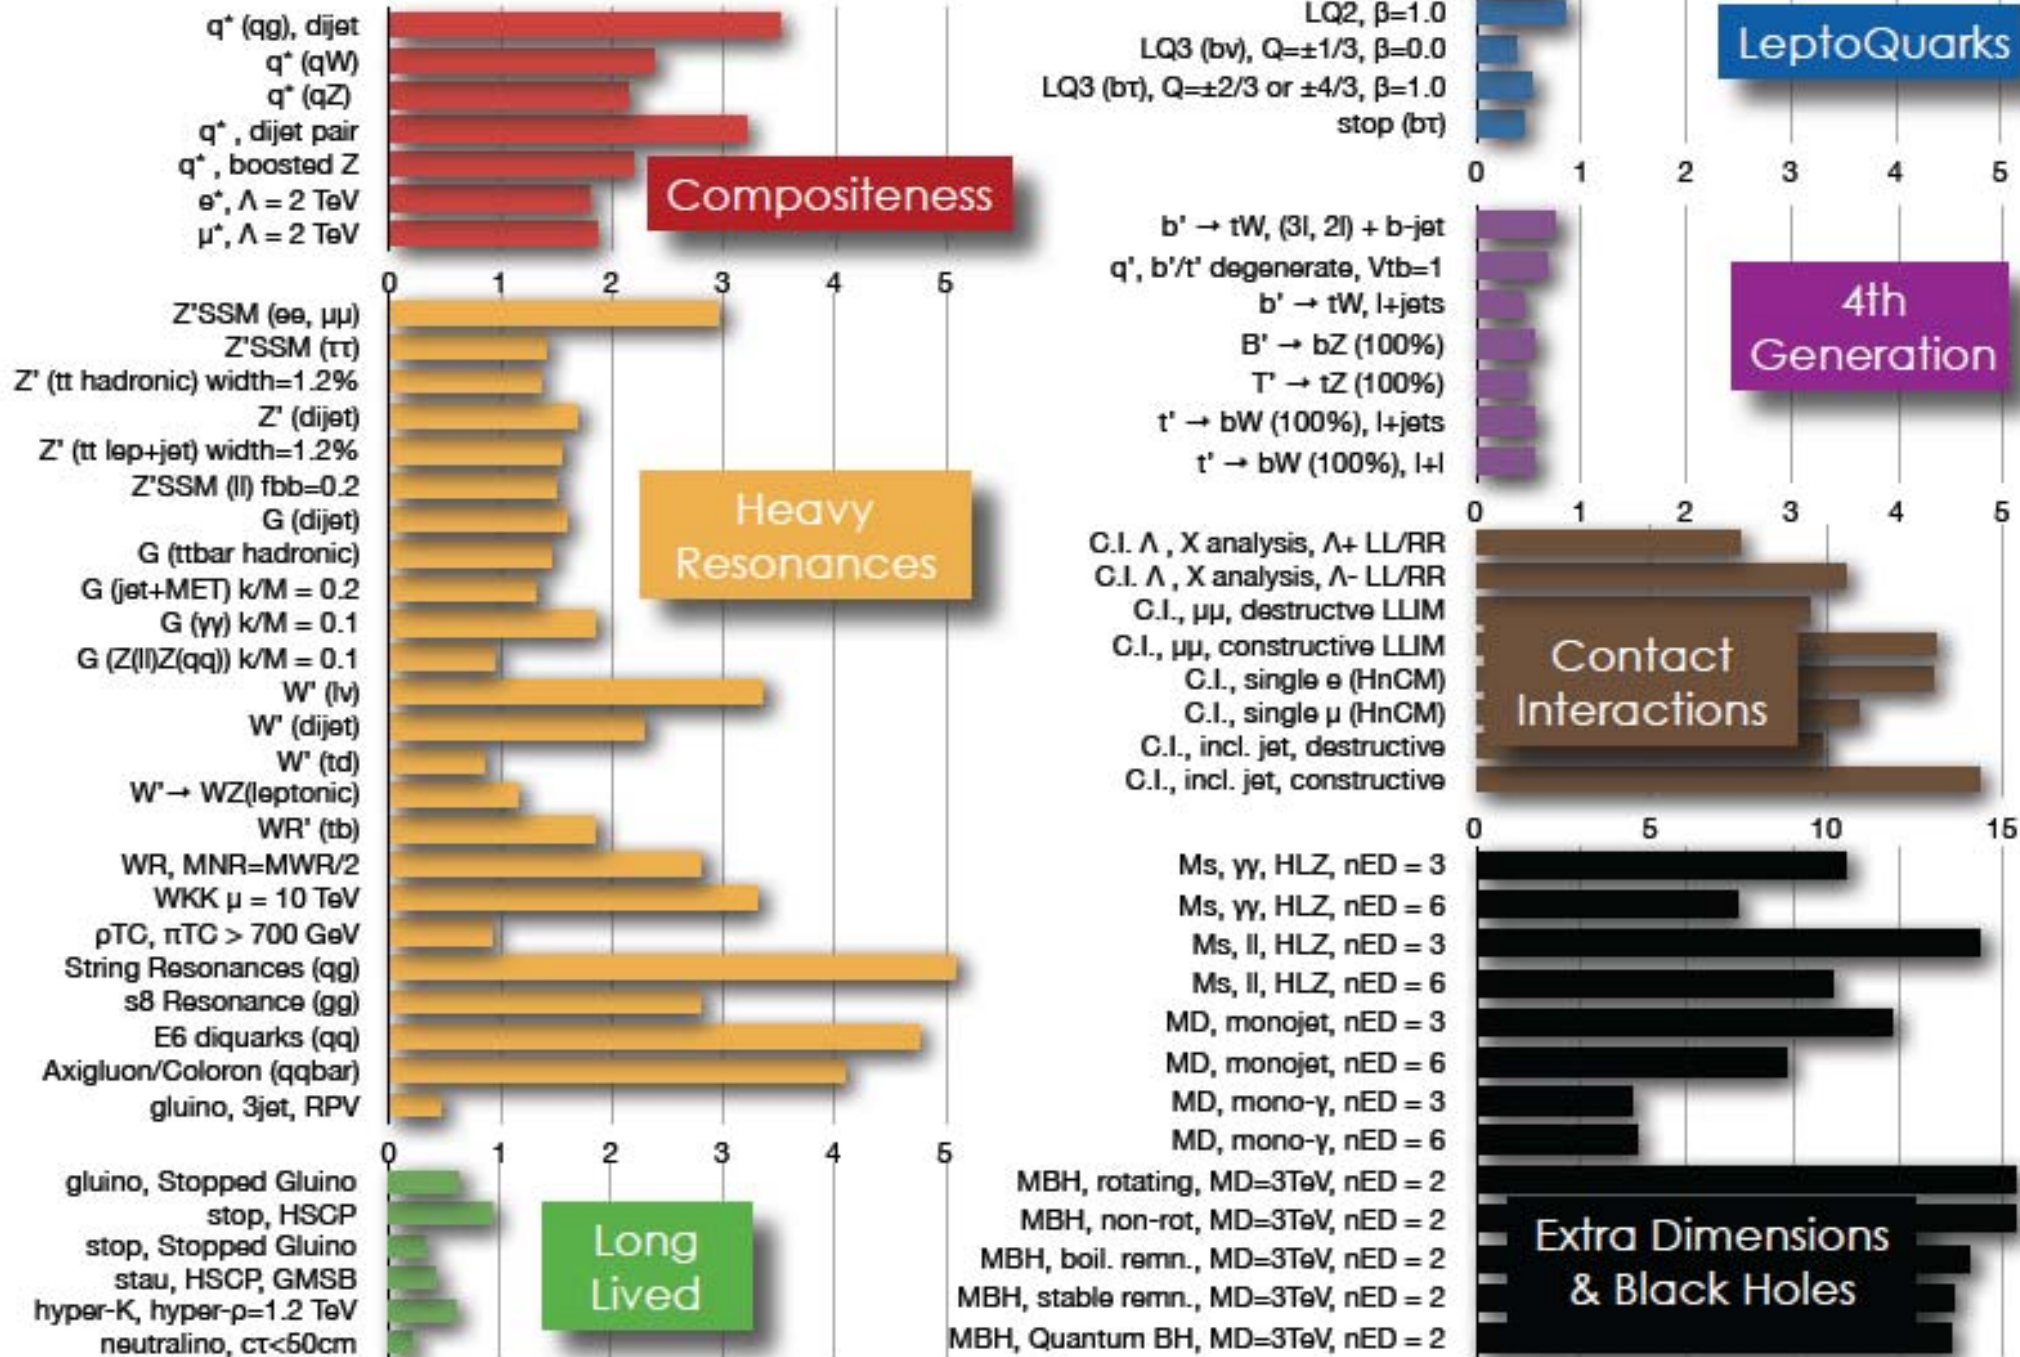 q* (qg), dijet
q* (qW)
q* (qZ)
q* , dijet pair
q* , boosted Z
e*, Λ = 2 TeV
μ*, Λ = 2 TeV
Compositeness
0 1 2 3 4 5
Z'SSM (ee, μμ)
Z'SSM (ττ)
Z' (tt hadronic) width=1.2%
Z' (dijet)
Z' (tt lep+jet) width=1.2%
Z'SSM (ll) fbb=0.2
G (dijet)
G (ttbar hadronic)
G (jet+MET) k/M = 0.2
G (γγ) k/M = 0.1
G (Z(ll)Z(qq)) k/M = 0.1
W' (lν)
W' (dijet)
W' (td)
W'→ WZ(leptonic)
WR' (tb)
WR, MNR=MWR/2
WKK μ = 10 TeV
ρTC, πTC > 700 GeV
String Resonances (qg)
s8 Resonance (gg)
E6 diquarks (qq)
Axigluon/Coloron (qqbar)
gluino, 3jet, RPV
Heavy
Resonances
0 1 2 3 4 5
gluino, Stopped Gluino
stop, HSCP
stop, Stopped Gluino
stau, HSCP, GMSB
hyper-K, hyper-ρ=1.2 TeV
neutralino, cτ<50cm
Long
Lived
LQ2, β=1.0
LQ3 (bν), Q=±1/3, β=0.0
LQ3 (bτ), Q=±2/3 or ±4/3, β=1.0
stop (bτ)
LeptoQuarks
0 1 2 3 4 5
b' → tW, (3l, 2l) + b-jet
q', b'/t' degenerate, Vtb=1
b' → tW, l+jets
B' → bZ (100%)
T' → tZ (100%)
t' → bW (100%), l+jets
t' → bW (100%), l+l
4th
Generation
0 1 2 3 4 5
C.I. Λ , X analysis, Λ+ LL/RR
C.I. Λ , X analysis, Λ- LL/RR
C.I., μμ, destructve LLIM
C.I., μμ, constructive LLIM
C.I., single e (HnCM)
C.I., single μ (HnCM)
C.I., incl. jet, destructive
C.I., incl. jet, constructive
Contact
Interactions
0 5 10 15
Ms, γγ, HLZ, nED = 3
Ms, γγ, HLZ, nED = 6
Ms, ll, HLZ, nED = 3
Ms, ll, HLZ, nED = 6
MD, monojet, nED = 3
MD, monojet, nED = 6
MD, mono-γ, nED = 3
MD, mono-γ, nED = 6
MBH, rotating, MD=3TeV, nED = 2
MBH, non-rot, MD=3TeV, nED = 2
MBH, boil. remn., MD=3TeV, nED = 2
MBH, stable remn., MD=3TeV, nED = 2
MBH, Quantum BH, MD=3TeV, nED = 2
Extra Dimensions
& Black Holes